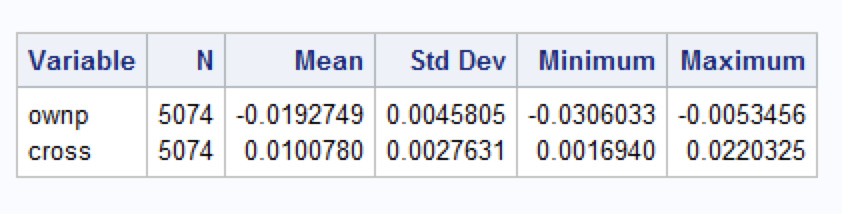 Variable N Mean Std Dev Minimum Maximum
ownp 5074 -0.0192749 0.0045805 -0.0306033 -0.0053456
cross 5074 0.0100780 0.0027631 0.0016940 0.0220325